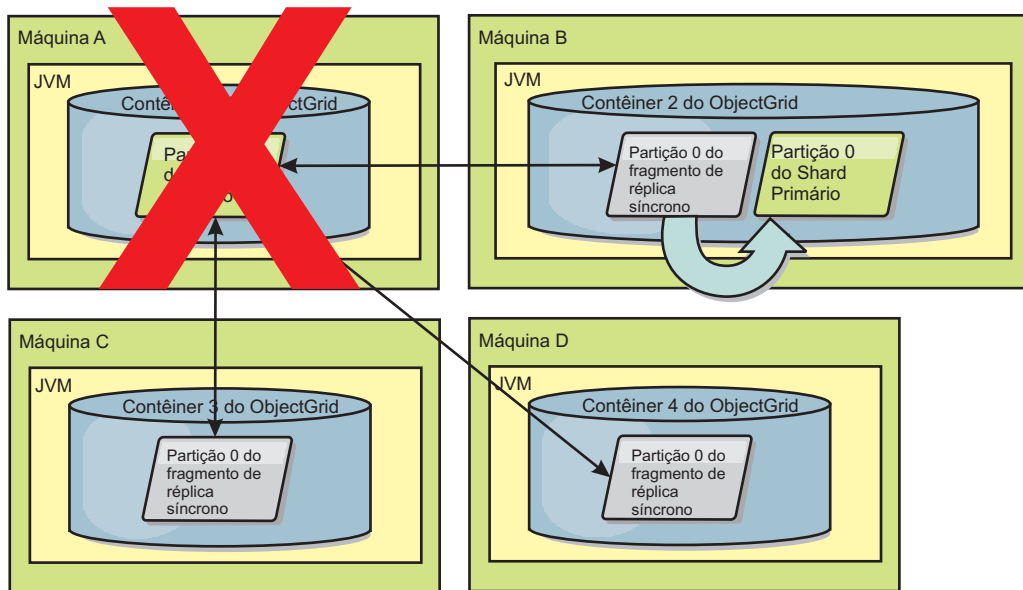 Máquina A
JVM
Contêiner
ObjectGrid
Máquina B
JVM
Contêiner 2 do ObjectGrid
Partição 0 do
fragmento de
réplica
síncrono
Partição 0
do Shard
Primário
Máquina C
JVM
Contêiner 3 do ObjectGrid
Partição 0 do
fragmento de
réplica
síncrono
Máquina D
JVM
Contêiner 4 do ObjectGrid
Partição 0 do
fragmento de
réplica
síncrono